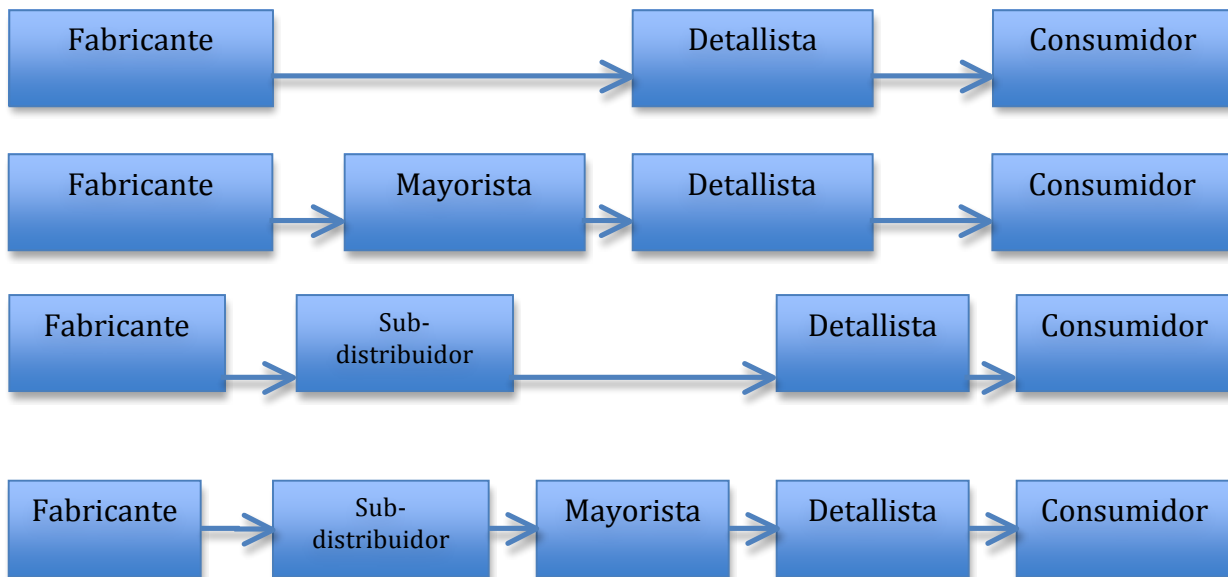 Fabricante Detallista Consumidor
Fabricante Mayorista Detallista Consumidor
Fabricante Sub- Detallista Consumidor
distribuidor
Fabricante Sub- Mayorista Detallista Consumidor
distribuidor